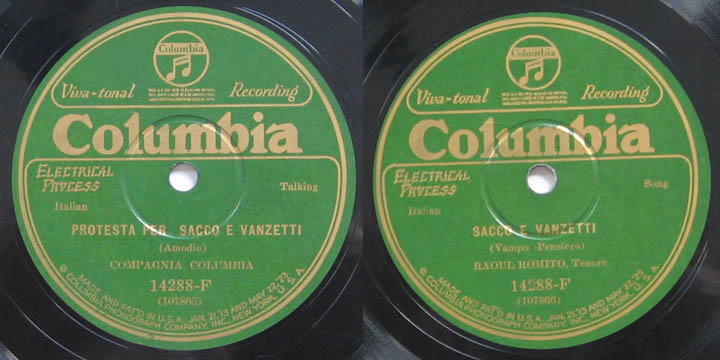 Columbia
Viva-tonal Recording
Columbia
ELECTRICAL
PROCESS
Italian
Talking
PROTESTA PER SACCO E VANZETTI
(Amodio)
COMPAGNIA COLUMBIA
14288-F
(107865)
MADE AND PAT'D IN U.S.A. JAN. 21, '13 AND MAY 22, '23
© COLUMBIA PHONOGRAPH COMPANY, INC., NEW YORK, U.S.A.
Columbia
Viva-tonal Recording
Columbia
ELECTRICAL
PROCESS
Italian
Song
SACCO E VANZETTI
(Vampo - Pensiero)
RAOUL ROMITO, Tenore
14288-F
(107866)
MADE AND PAT'D IN U.S.A. JAN. 21, '13 AND MAY 22, '23
© COLUMBIA PHONOGRAPH COMPANY, INC., NEW YORK, U.S.A.